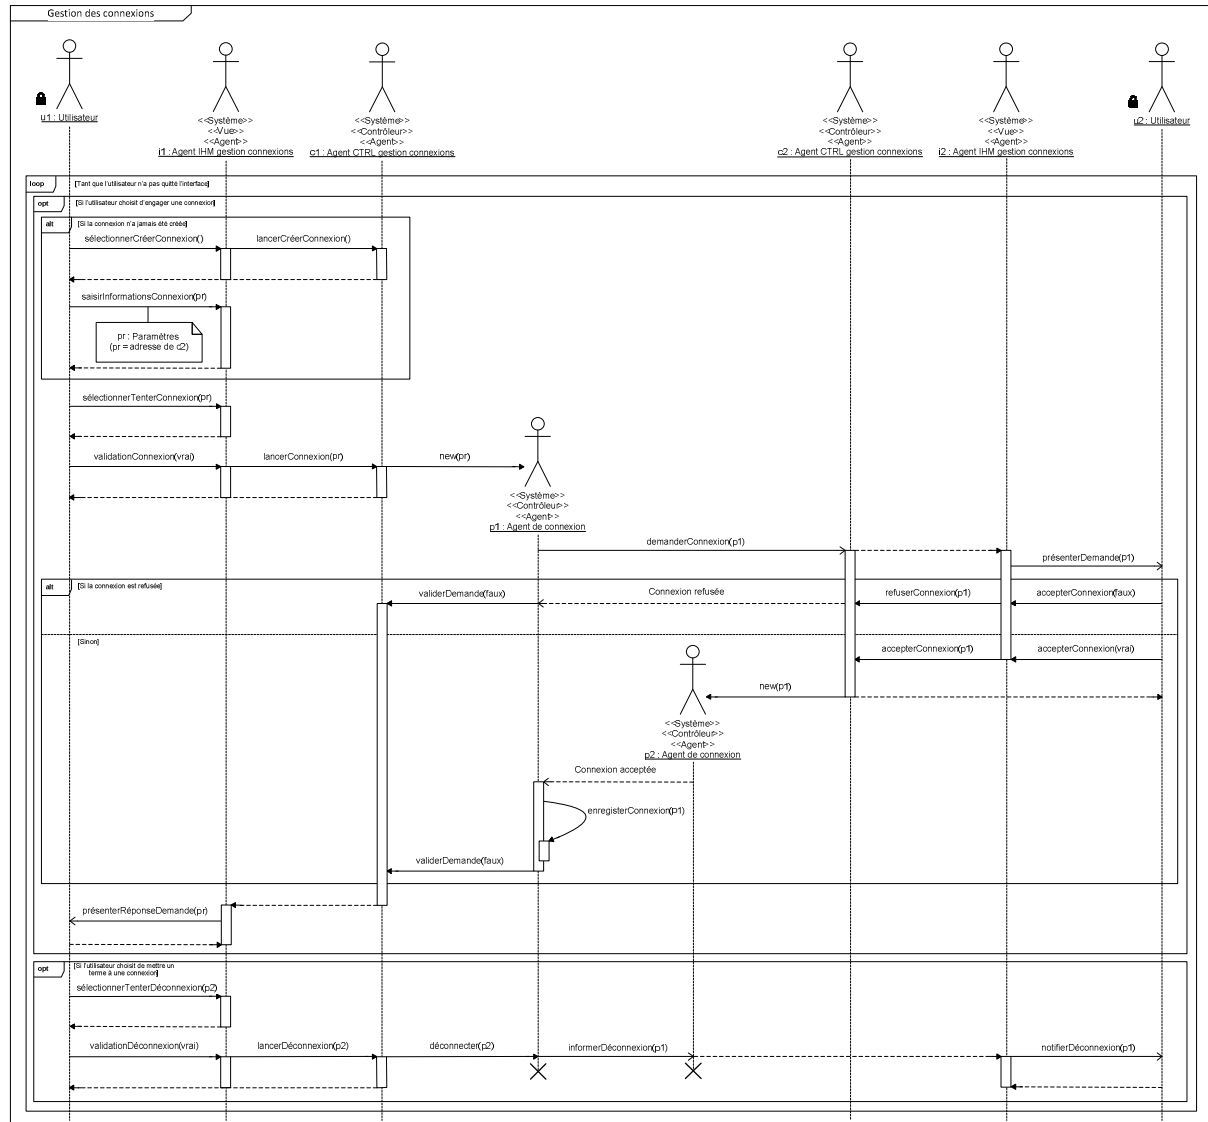 Gestion des connexions
u1 : Utilisateur
<<Système>>
<<Vue>>
<<Agent>>
i1 : Agent IHM gestion connexions
<<Système>>
<<Contrôleur>>
<<Agent>>
c1 : Agent CTRL gestion connexions
<<Système>>
<<Contrôleur>>
<<Agent>>
c2 : Agent CTRL gestion connexions
<<Système>>
<<Vue>>
<<Agent>>
i2 : Agent IHM gestion connexions
u2 : Utilisateur
loop
[Tant que l'utilisateur n'a pas quitté l'interface]
opt
[Si l'utilisateur choisit d'engager une connexion]
alt
[Si la connexion n'a jamais été créée]
sélectionnerCréerConnexion()
lancerCréerConnexion()
saisirInformationsConnexion(pr)
pr : Paramètres
(pr = adresse de c2)
sélectionnerTenterConnexion(pr)
validationConnexion(vrai)
lancerConnexion(pr)
new(pr)
<<Système>>
<<Contrôleur>>
<<Agent>>
p1 : Agent de connexion
demanderConnexion(p1)
présenterDemande(p1)
alt
[Si la connexion est refusée]
validerDemande(faux)
Connexion refusée
refuserConnexion(p1)
accepterConnexion(faux)
[Sinon]
accepterConnexion(p1)
accepterConnexion(vrai)
new(p1)
<<Système>>
<<Contrôleur>>
<<Agent>>
p2 : Agent de connexion
Connexion acceptée
enregisterConnexion(p1)
validerDemande(faux)
présenterRéponseDemande(pr)
opt
[Si l'utilisateur choisit de mettre un
terme à une connexion]
sélectionnerTenterDéconnexion(p2)
validationDéconnexion(vrai)
lancerDéconnexion(p2)
déconnecter(p2)
informerDéconnexion(p1)
notifierDéconnexion(p1)